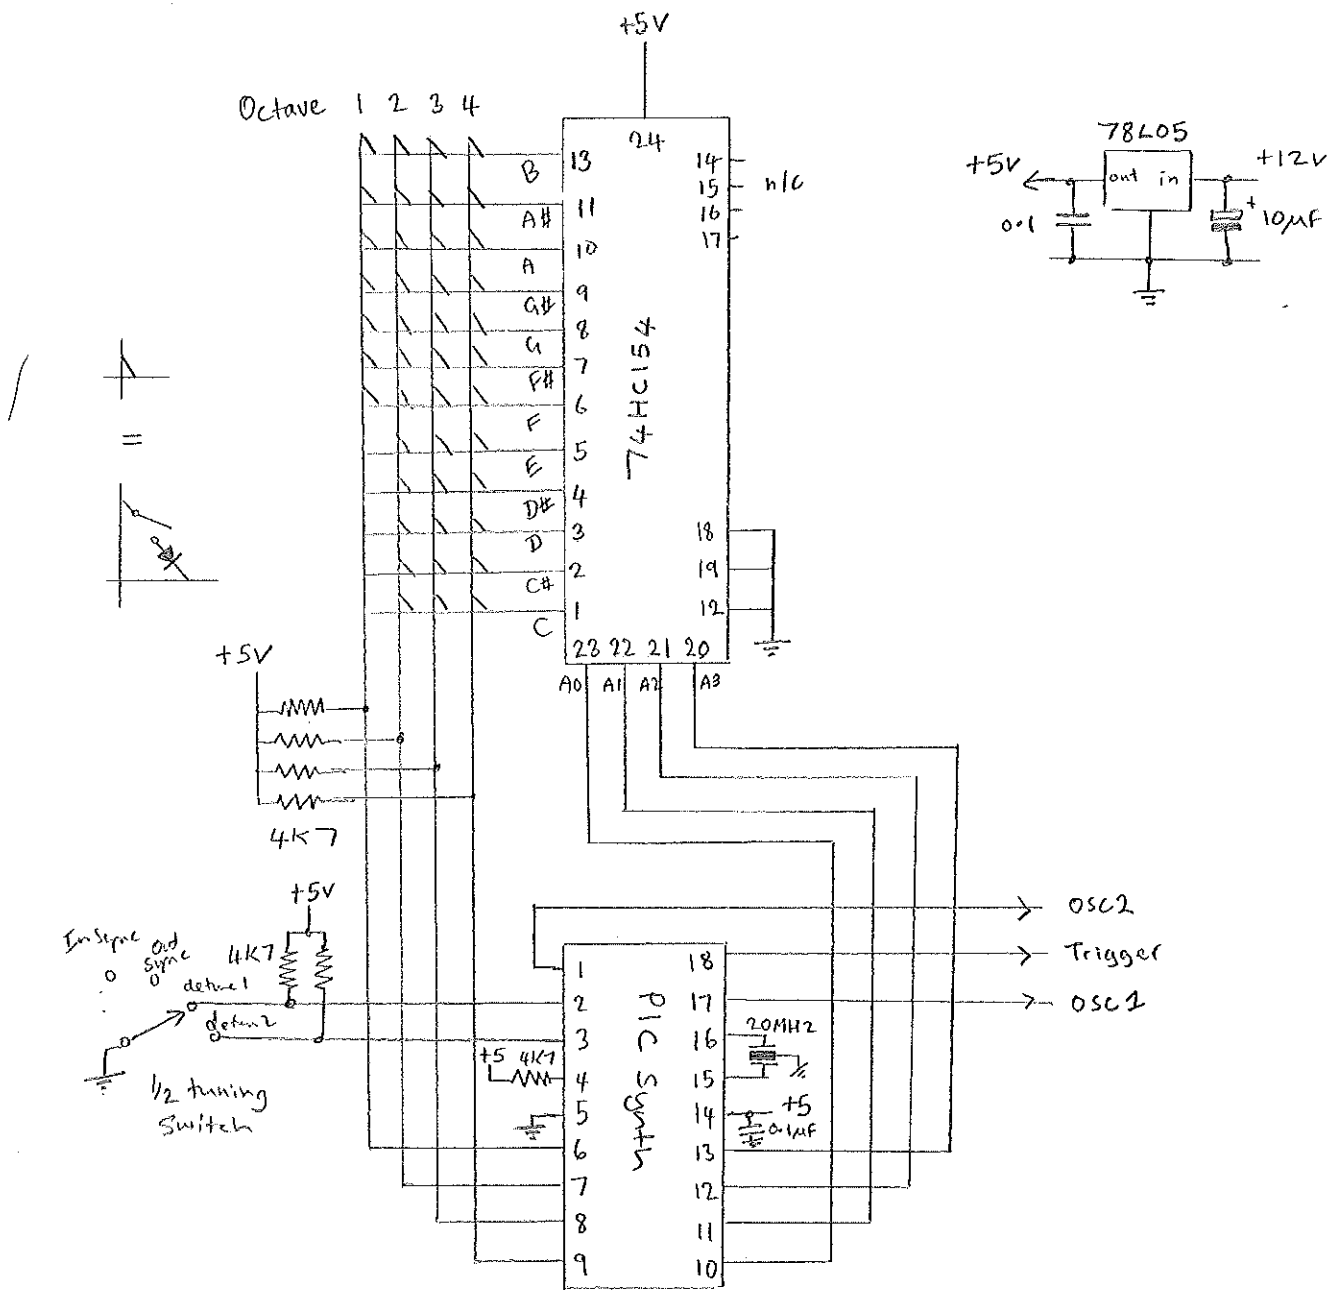 +5V
Octave 1 2 3 4
24
78L05
+5V
out in
+12V
0.1
+ 10µF
B 13
A# 11
A 10
G# 9
G 8
F# 7
F 6
E 5
D# 4
D 3
C# 2
C 1
14
15
16
17
n/c
74HC154
=
18
19
12
23 22 21 20
A0 A1 A2 A3
+5V
4K7
+5V
In Sync
Out
Sync
4K7
detune1
detun2
1/2 tuning
Switch
+5 4K7
1
2
3
4
5
6
7
8
9
PIC Synth
18
17
16
15
14
13
12
11
10
20MHz
+5
0.1µF
OSC2
Trigger
OSC1